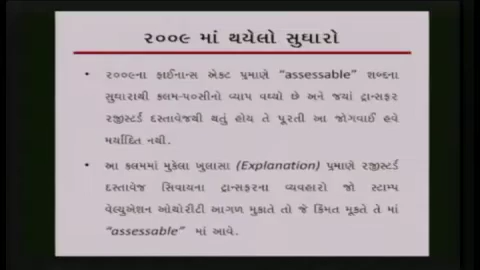 ૨૦૦૯ માં થયેલો સુધારો
• ૨૦૦૯ના ફાઈનાન્સ એકટ પ્રમાણે “assessable” શબ્દના
સુધારાથી કલમ-૫૦સીનો વ્યાપ વધ્યો છે અને જયાં ટ્રાન્સફર
રજીસ્ટર્ડ દસ્તાવેજથી થતું હોય તે પૂરતી આ જોગવાઈ હવે
મર્યાદિત નથી.
• આ કલમમાં મુકેલા ખુલાસા (Explanation) પ્રમાણે રજીસ્ટર્ડ
દસ્તાવેજ સિવાયના ટ્રાન્સફરના વ્યવહારો જો સ્ટામ્પ
વેલ્યુએશન ઓથોરીટી આગળ મુકાતે તો જે કિંમત મૂકતે તે માં
“assessable” માં આવે.